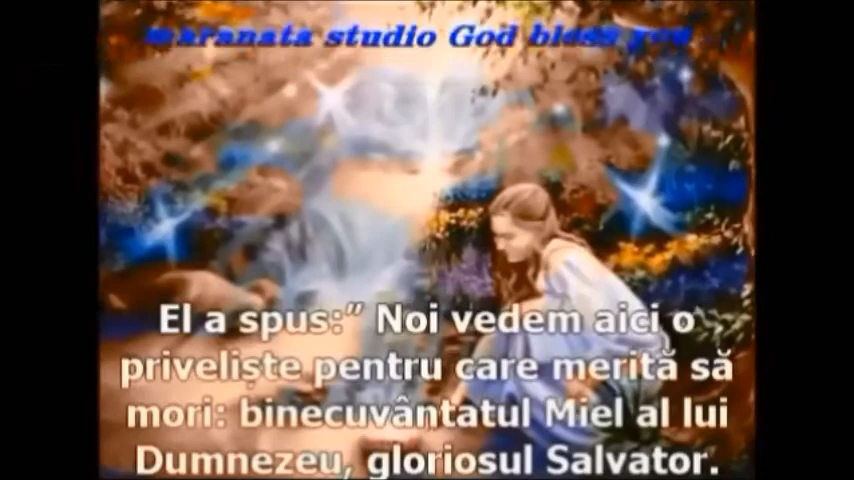 maranata studio God bless you
El a spus:” Noi vedem aici o
priveliște pentru care merită să
mori: binecuvântatul Miel al lui
Dumnezeu, gloriosul Salvator.